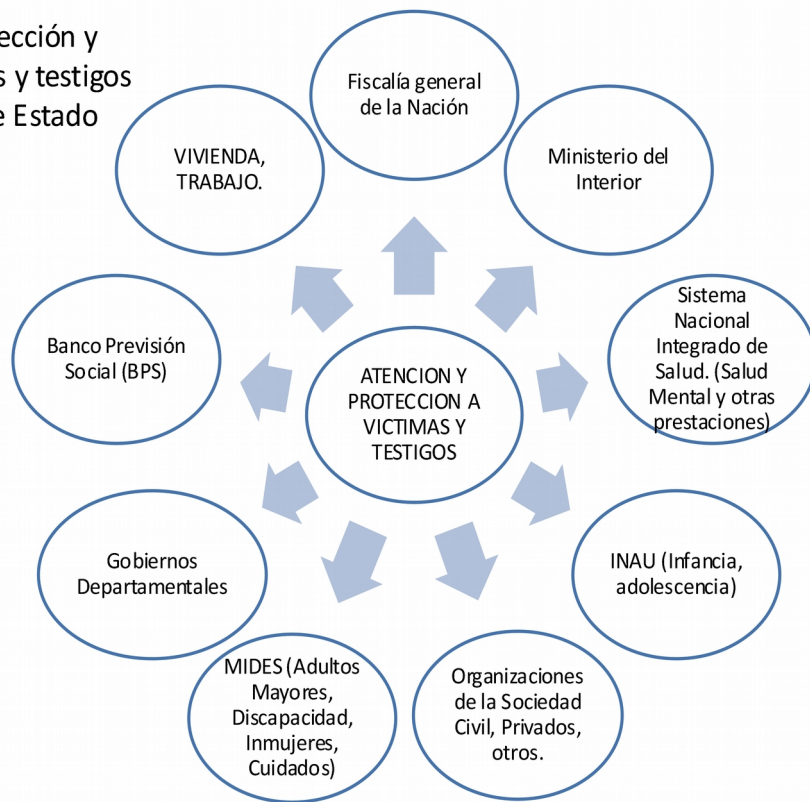 y
y testigos
Estado
Fiscalía general
de la Nación
Ministerio del
Interior
Sistema
Nacional
Integrado de
Salud. (Salud
Mental y otras
prestaciones)
INAU (Infancia,
adolescencia)
Organizaciones
de la Sociedad
Civil, Privados,
otros.
MIDES (Adultos
Mayores,
Discapacidad,
Inmujeres,
Cuidados)
Gobiernos
Departamentales
Banco Previsión
Social (BPS)
VIVIENDA,
TRABAJO.
ATENCION Y
PROTECCION A
VICTIMAS Y
TESTIGOS